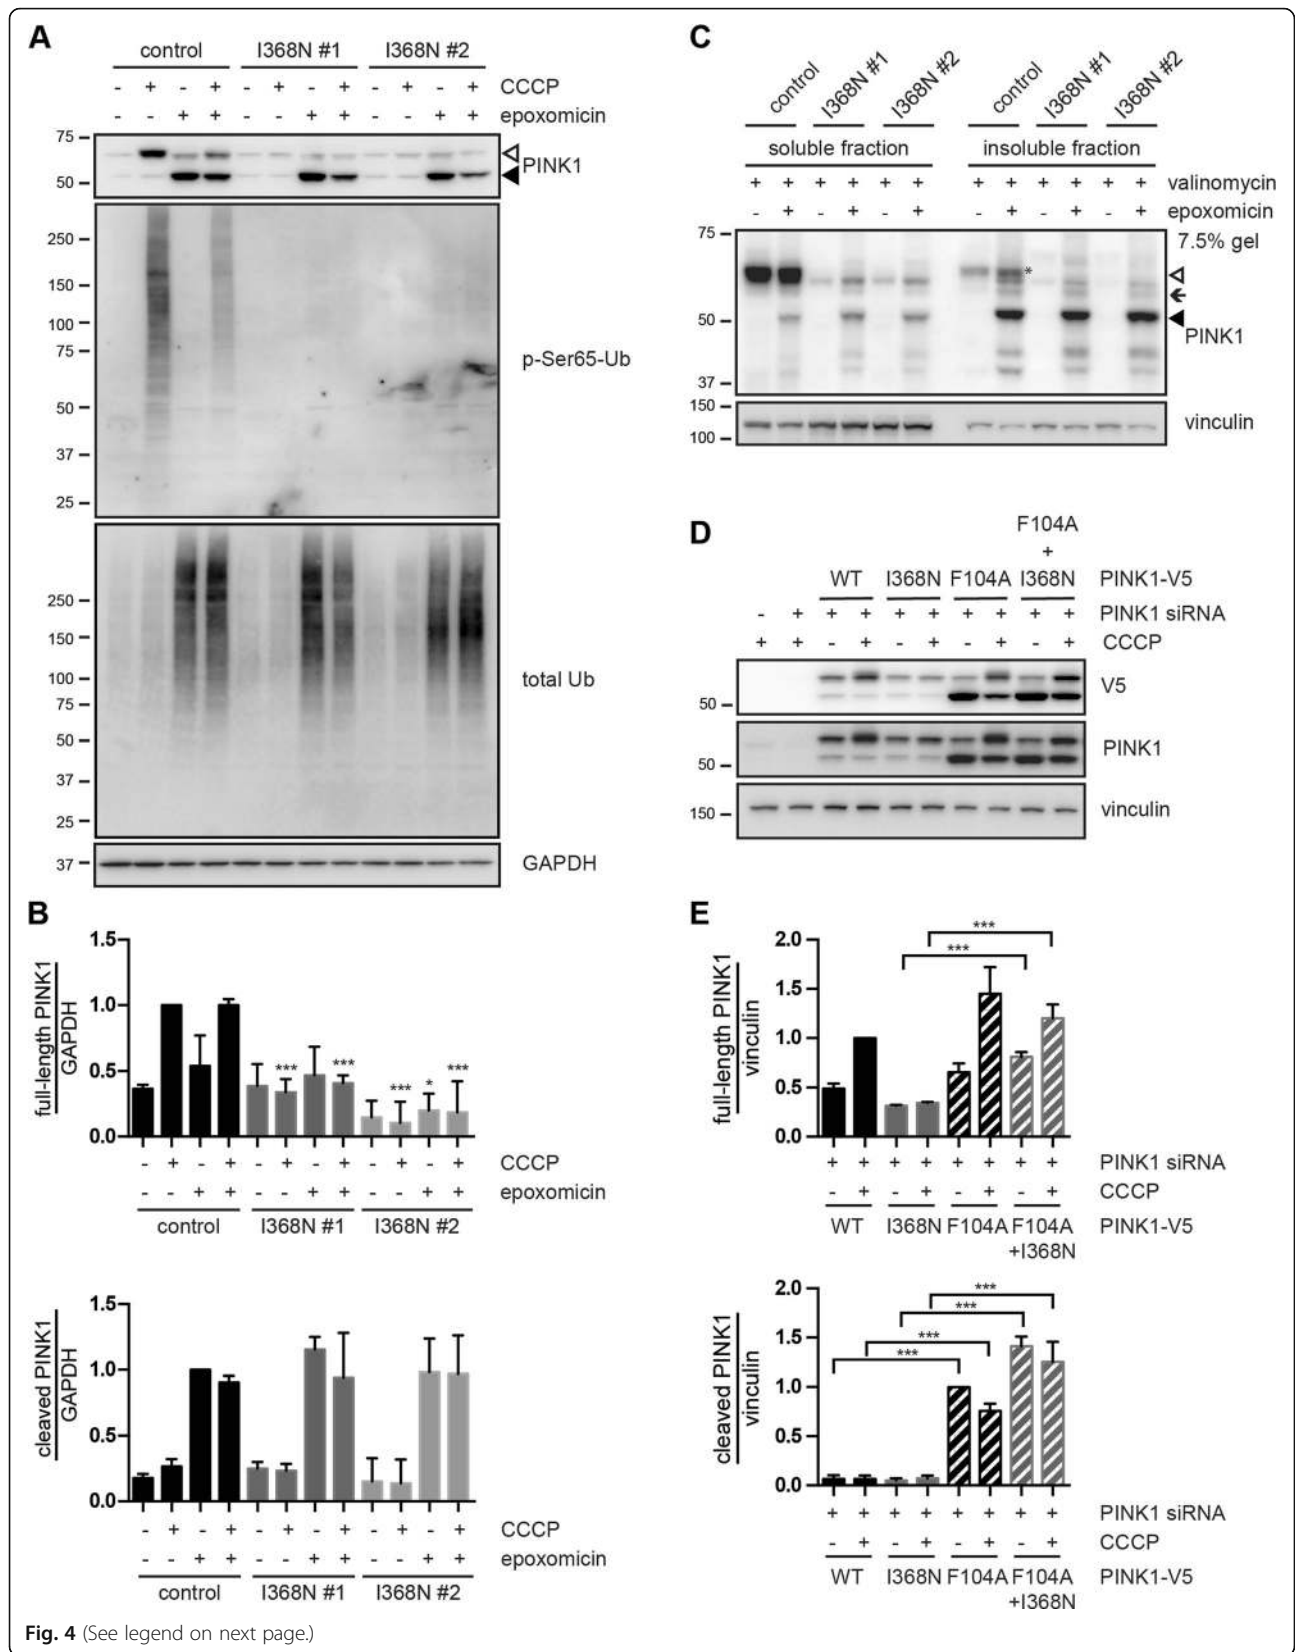 A
control I368N #1 I368N #2
- + - + - + - + - + - + CCCP
- - + + - - + + - - + + epoxomicin
75
50
PINK1
250
150
100
75
50
37
25
p-Ser65-Ub
250
150
100
75
50
37
25
total Ub
37
GAPDH
B
1.5
1.0
0.5
0.0
full-length PINK1
GAPDH
*** *** *** * ***
- + - + - + - + - + - + CCCP
- - + + - - + + - - + + epoxomicin
control I368N #1 I368N #2
1.5
1.0
0.5
0.0
cleaved PINK1
GAPDH
- + - + - + - + - + - + CCCP
- - + + - - + + - - + + epoxomicin
control I368N #1 I368N #2
C
control I368N #1 I368N #2 control I368N #1 I368N #2
soluble fraction insoluble fraction
+ + + + + + + + + + + + valinomycin
- + - + - + - + - + - + epoxomicin
75
50
37
7.5% gel
*
PINK1
150
100
vinculin
D
F104A
+
WT I368N F104A I368N PINK1-V5
- + + + + + + + + + PINK1 siRNA
+ + - + - + - + - + CCCP
50
V5
50
PINK1
150
vinculin
E
2.0
1.5
1.0
0.5
0.0
full-length PINK1
vinculin
***
***
+ + + + + + + + PINK1 siRNA
- + - + - + - + CCCP
WT I368N F104A F104A PINK1-V5
+I368N
2.0
1.5
1.0
0.5
0.0
cleaved PINK1
vinculin
***
***
***
***
+ + + + + + + + PINK1 siRNA
- + - + - + - + CCCP
WT I368N F104A F104A PINK1-V5
+I368N
Fig. 4 (See legend on next page.)